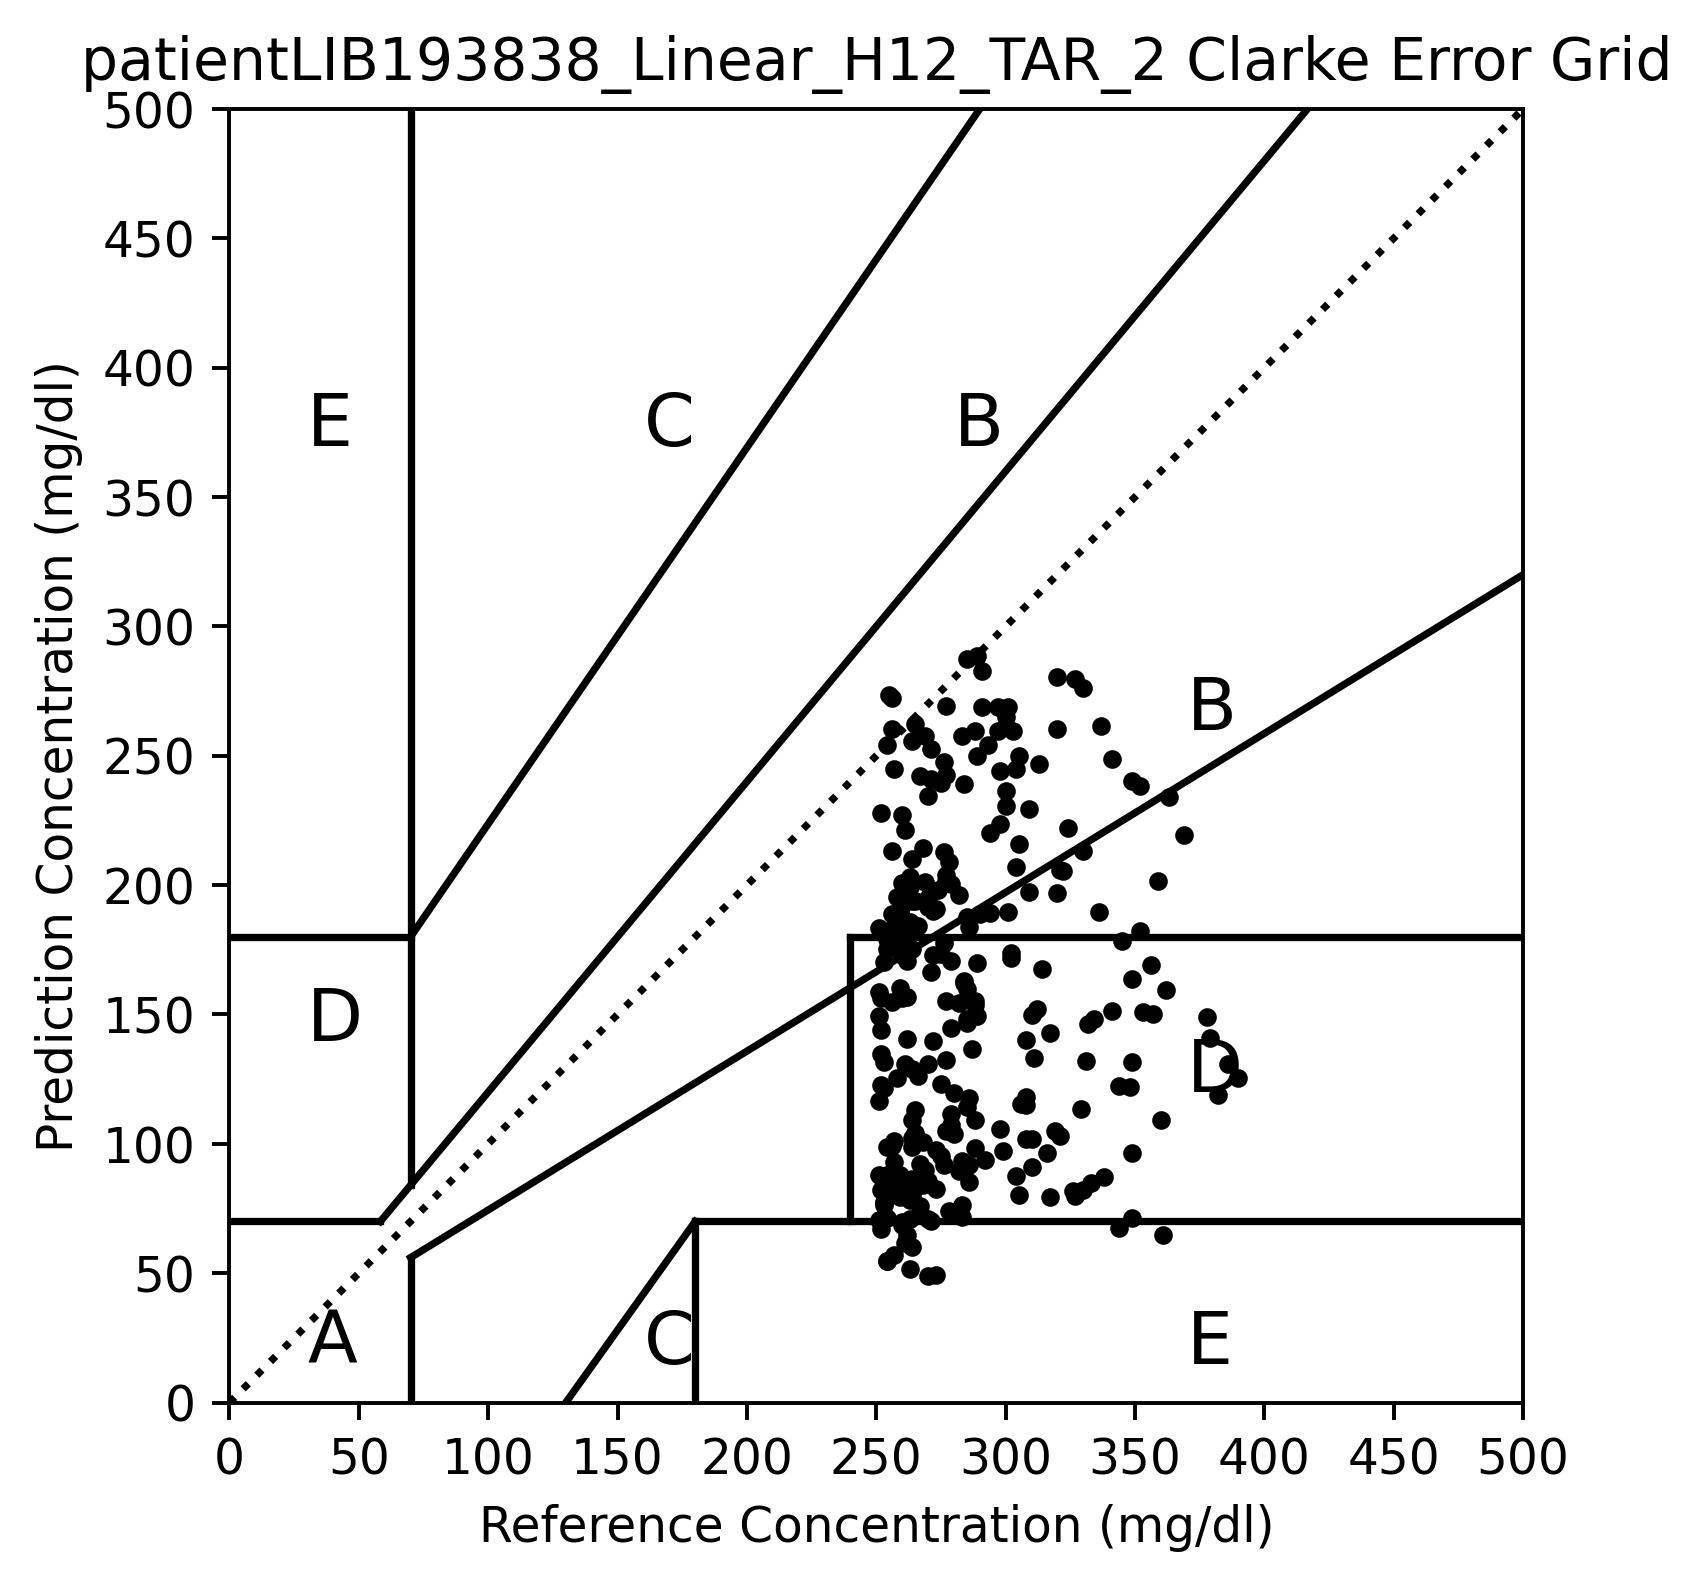 patientLIB193838_Linear_H12_TAR_2 Clarke Error Grid
500
450
400
350
300
250
200
150
100
50
0
Prediction Concentration (mg/dl)
E
C
B
B
D
D
A
C
E
0 50 100 150 200 250 300 350 400 450 500
Reference Concentration (mg/dl)